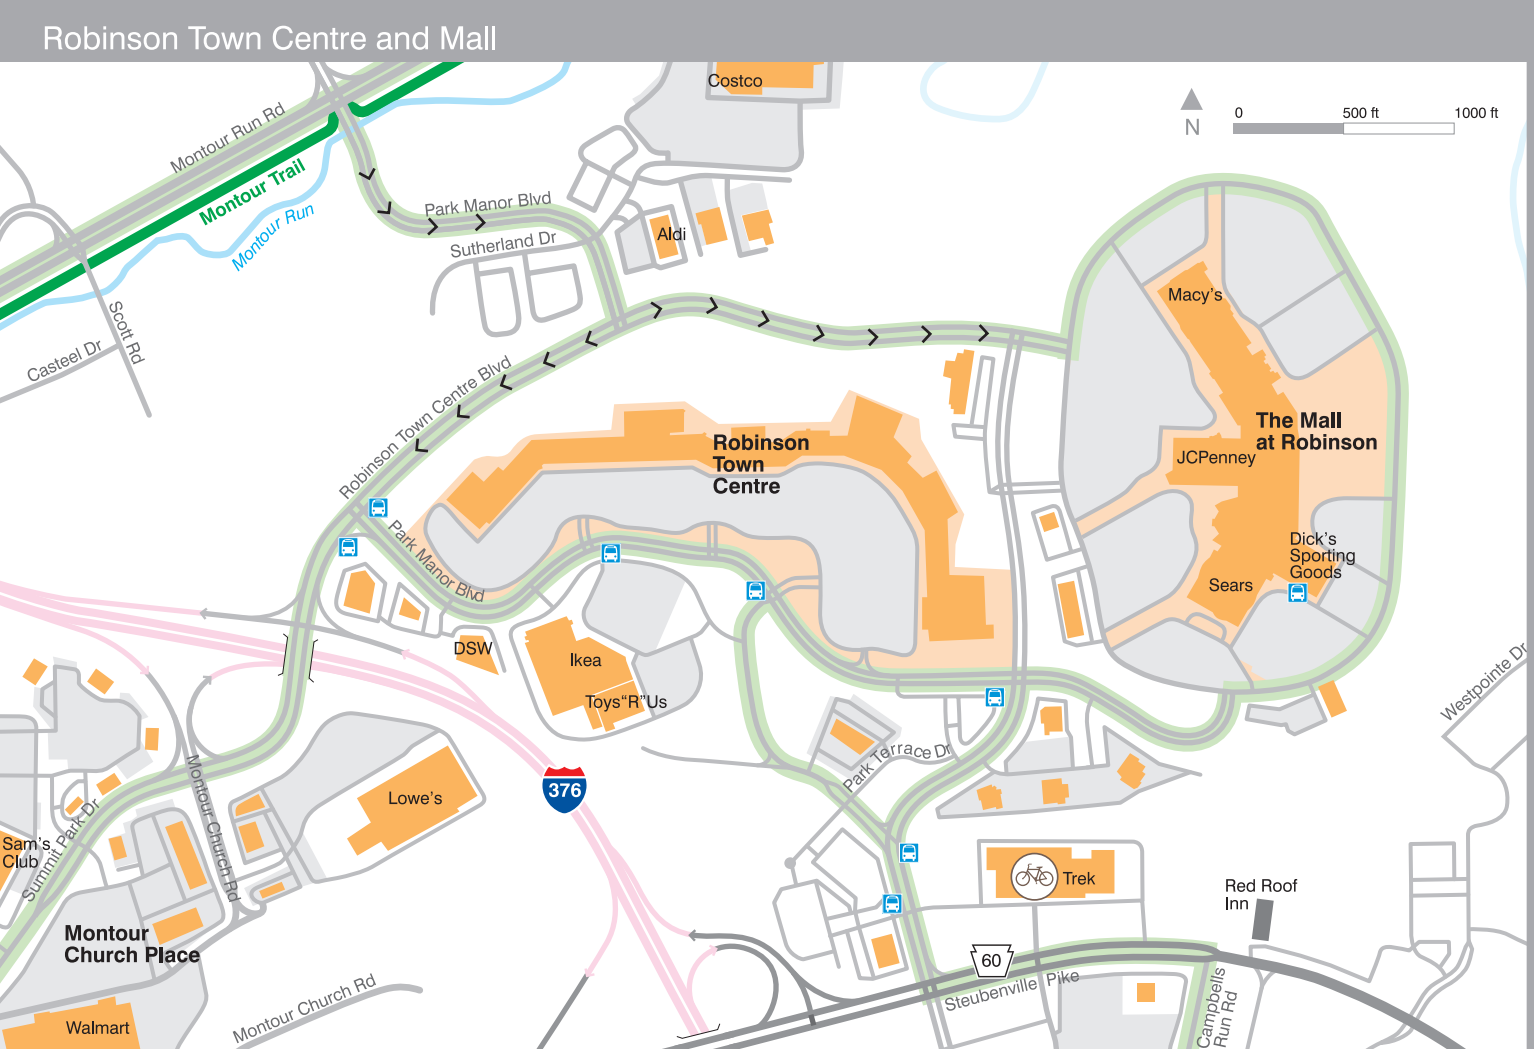 Robinson Town Centre and Mall
Costco
0
500 ft
1000 ft
N
Montour Run Rd
Montour Trail
Montour Run
Park Manor Blvd
Sutherland Dr
Aldi
Scott Rd
Casteel Dr
Macy's
Robinson Town Centre Blvd
Robinson
Town
Centre
The Mall
at Robinson
JCPenney
Dick's
Sporting
Goods
Sears
Park Manor Blvd
DSW
Ikea
Toys“R”Us
Westpointe Dr
Park Terrace Dr
376
Lowe's
Montour Church Rd
Summit Park Dr
Sam's
Club
Trek
Red Roof
Inn
Montour
Church Place
60
Steubenville Pike
Campbells
Run Rd
Montour Church Rd
Walmart